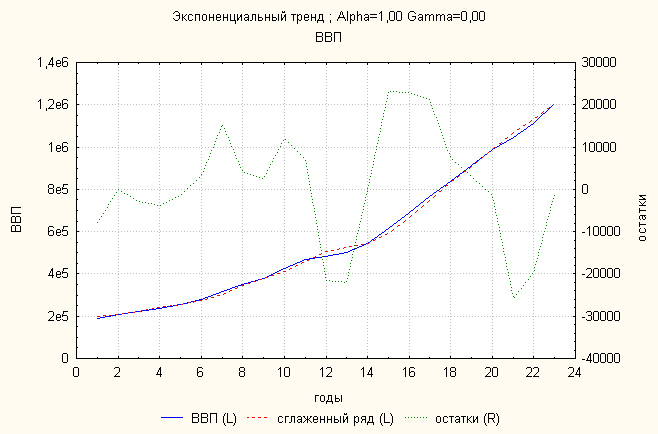 Экспоненциальный тренд ; Alpha=1,00 Gamma=0,00
ВВП
1,4e6
1,2e6
1e6
8e5
6e5
4e5
2e5
0
ВВП
30000
20000
10000
0
-10000
-20000
-30000
-40000
остатки
0 2 4 6 8 10 12 14 16 18 20 22 24
годы
ВВП (L) сглаженный ряд (L) остатки (R)